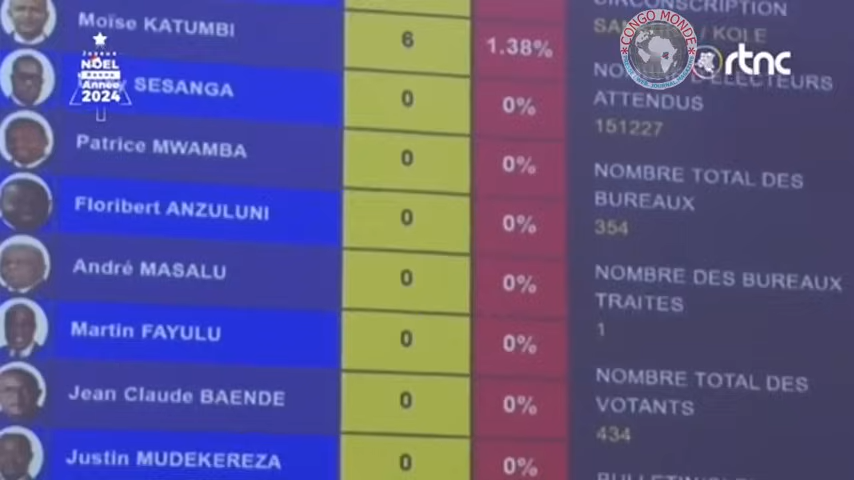 Moïse KATUMBI 6 1.38%
SESANGA 0 0%
Patrice MWAMBA 0 0%
Floribert ANZULUNI 0 0%
André MASALU 0 0%
Martin FAYULU 0 0%
Jean Claude BAENDE 0 0%
Justin MUDEKEREZA 0 0%
CIRCONSCRIPTION
/ KOLE
ELECTEURS
ATTENDUS
151227
NOMBRE TOTAL DES
BUREAUX
354
NOMBRE DES BUREAUX
TRAITES
1
NOMBRE TOTAL DES
VOTANTS
434
JOYEUX
NOËL
Année
2024
CONGO MONDE
rtnc